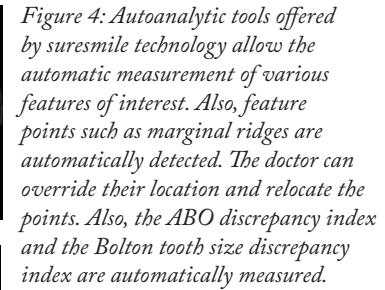 Figure 4: Autoanalytic tools offered
by suresmile technology allow the
automatic measurement of various
features of interest. Also, feature
points such as marginal ridges are
automatically detected. The doctor can
override their location and relocate the
points. Also, the ABO discrepancy index
and the Bolton tooth size discrepancy
index are automatically measured.